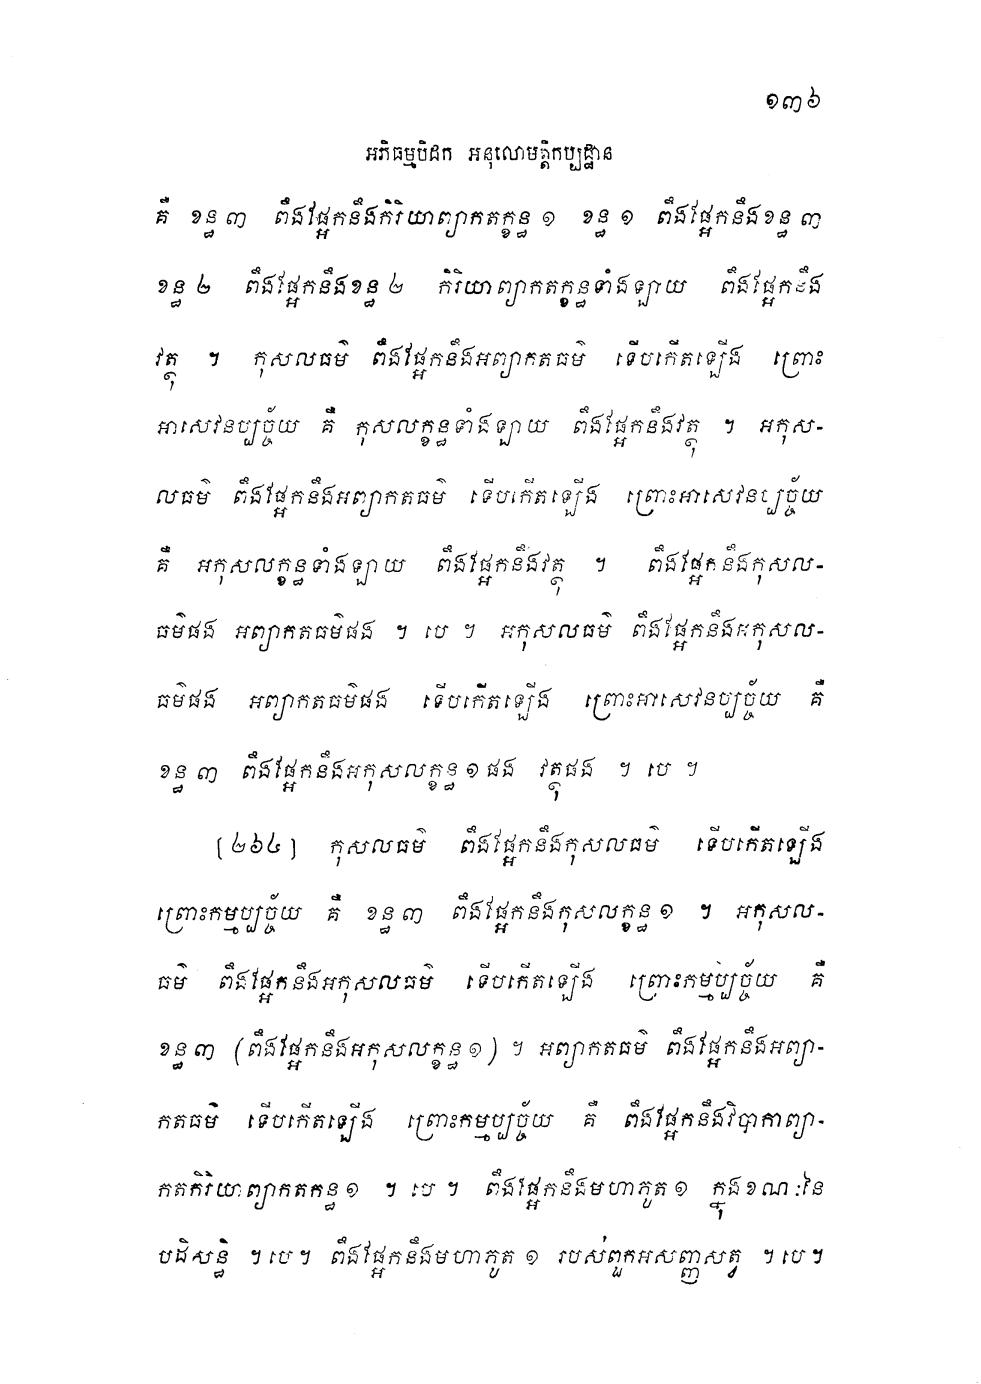 ១៣៦
អភិធម្មបិដក អនុលោមត្តិកប្បដ្ឋាន
គឺ ខន្ធ ៣ ពឹងផ្អែកនឹងកិរិយាព្យាកតក្ខន្ធ ១ ខន្ធ ១ ពឹងផ្អែកនឹងខន្ធ ៣
ខន្ធ ២ ពឹងផ្អែកនឹងខន្ធ ២ កិរិយាព្យាកតក្ខន្ធទាំងឡាយ ពឹងផ្អែកនឹង
វត្ថុ ។ កុសលធម៌ ពឹងផ្អែកនឹងអព្យាកតធម៌ ទើបកើតឡើង ព្រោះ
អាសេវនប្បច្ច័យ គឺ កុសលក្ខន្ធទាំងឡាយ ពឹងផ្អែកនឹងវត្ថុ ។ អកុស-
លធម៌ ពឹងផ្អែកនឹងអព្យាកតធម៌ ទើបកើតឡើង ព្រោះអាសេវនប្បច្ច័យ
គឺ អកុសលក្ខន្ធទាំងឡាយ ពឹងផ្អែកនឹងវត្ថុ ។ ពឹងផ្អែកនឹងកុសល-
ធម៌ផង អព្យាកតធម៌ផង ។ បេ ។ អកុសលធម៌ ពឹងផ្អែកនឹងអកុសល-
ធម៌ផង អព្យាកតធម៌ផង ទើបកើតឡើង ព្រោះអាសេវនប្បច្ច័យ គឺ
ខន្ធ ៣ ពឹងផ្អែកនឹងអកុសលក្ខន្ធ ១ ផង វត្ថុផង ។ បេ ។
[២៦៤] កុសលធម៌ ពឹងផ្អែកនឹងកុសលធម៌ ទើបកើតឡើង
ព្រោះកម្មប្បច្ច័យ គឺ ខន្ធ ៣ ពឹងផ្អែកនឹងកុសលក្ខន្ធ ១ ។ អកុសល-
ធម៌ ពឹងផ្អែកនឹងអកុសលធម៌ ទើបកើតឡើង ព្រោះកម្មប្បច្ច័យ គឺ
ខន្ធ ៣ (ពឹងផ្អែកនឹងអកុសលក្ខន្ធ ១) ។ អព្យាកតធម៌ ពឹងផ្អែកនឹងអព្យា-
កតធម៌ ទើបកើតឡើង ព្រោះកម្មប្បច្ច័យ គឺ ពឹងផ្អែកនឹងវិបាកាព្យា-
កតកិរិយាព្យាកតកន្ធ ១ ។ បេ ។ ពឹងផ្អែកនឹងមហាភូត ១ ក្នុងខណៈនៃ
បដិសន្ធិ ។ បេ ។ ពឹងផ្អែកនឹងមហាភូត ១ របស់ពួកអសញ្ញសត្វ ។ បេ ។